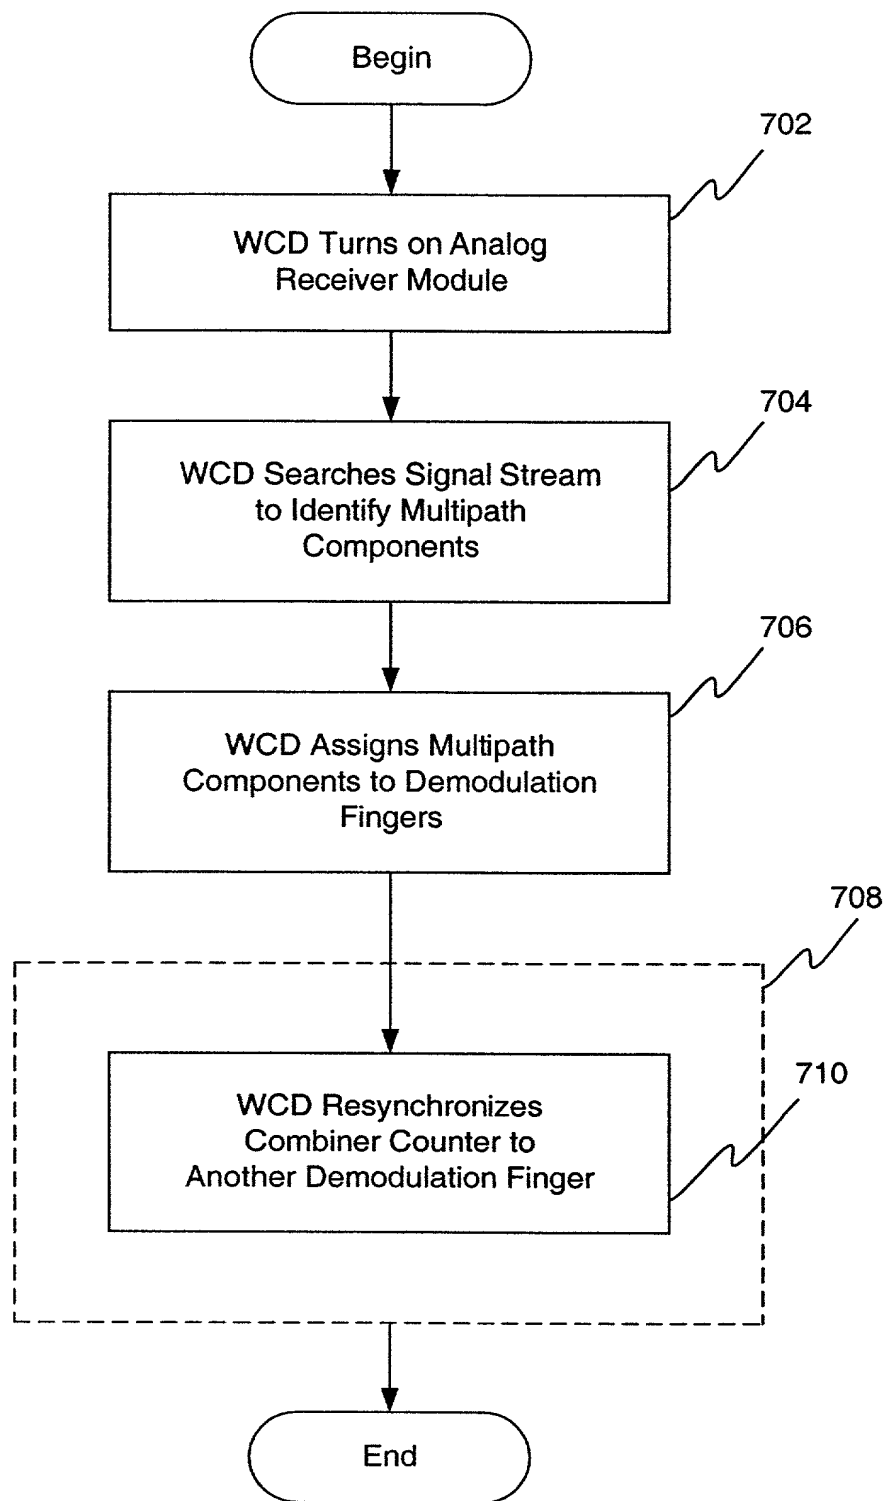 Begin
702
WCD Turns on Analog
Receiver Module
704
WCD Searches Signal Stream
to Identify Multipath
Components
706
WCD Assigns Multipath
Components to Demodulation
Fingers
708
710
WCD Resynchronizes
Combiner Counter to
Another Demodulation Finger
End